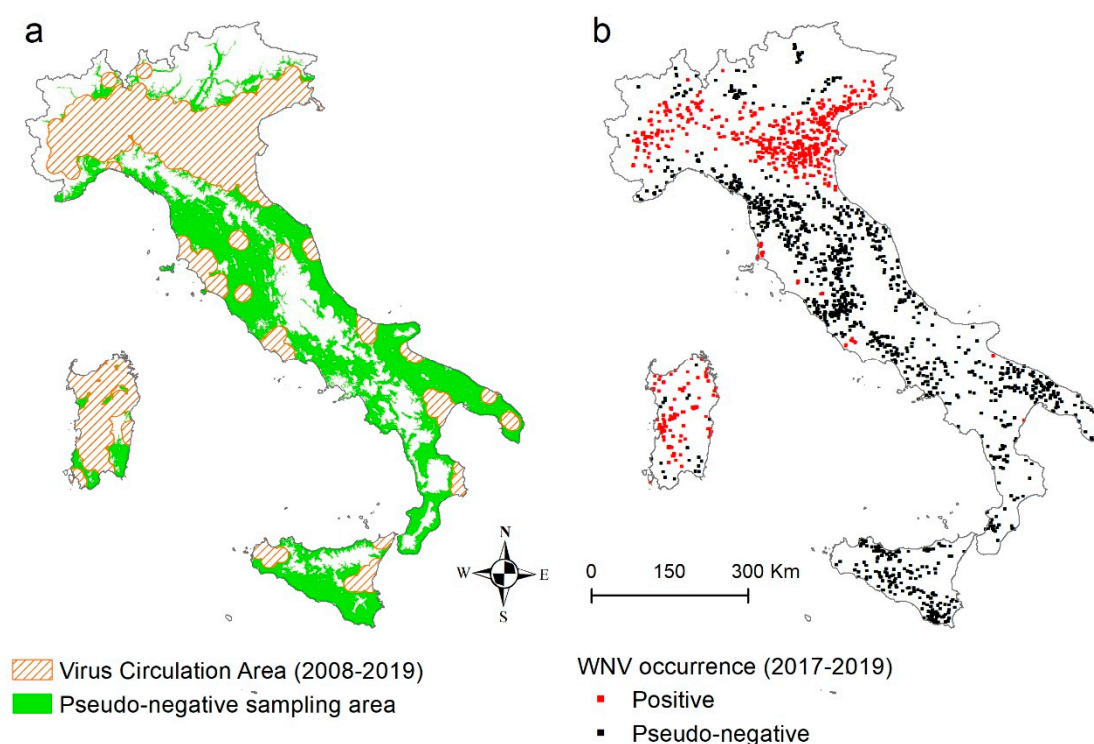 a
b
N
W E
S
0 150 300 Km
Virus Circulation Area (2008-2019)
Pseudo-negative sampling area
WNV occurrence (2017-2019)
Positive
Pseudo-negative